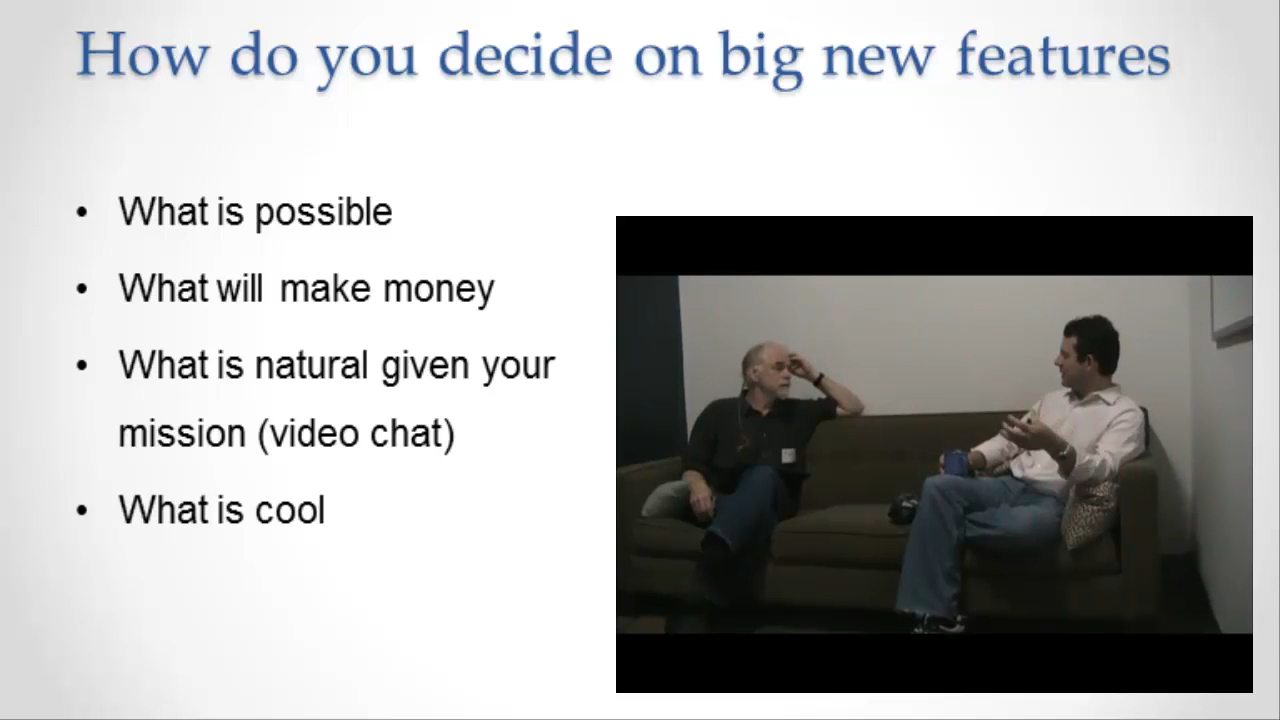 How do you decide on big new features
• What is possible
• What will make money
• What is natural given your
mission (video chat)
• What is cool